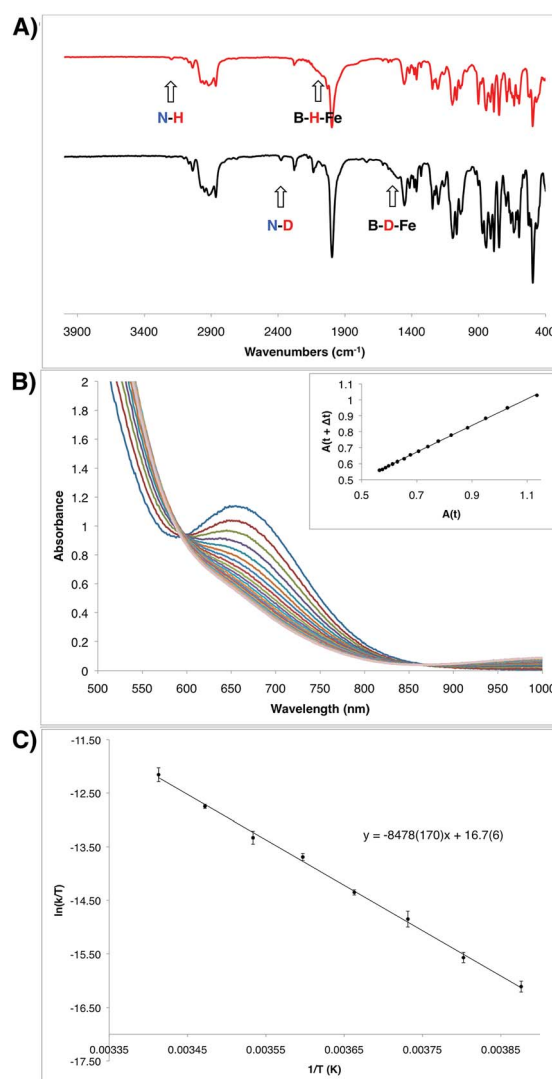 A)
N-H
B-H-Fe
N-D
B-D-Fe
3900 3400 2900 2400 1900 1400 900 400
Wavenumbers (cm-1)
B)
2
1.8
1.6
1.4
1.2
1
0.8
0.6
0.4
0.2
0
Absorbance
500 550 600 650 700 750 800 850 900 950 1000
Wavelength (nm)
1.1
1
0.9
0.8
0.7
0.6
0.5
A(t + Δt)
0.5 0.7 0.9 1.1
A(t)
C)
-11.50
-12.50
-13.50
-14.50
-15.50
-16.50
-17.50
ln(k/T)
y = -8478(170)x + 16.7(6)
0.00335 0.00345 0.00355 0.00365 0.00375 0.00385
1/T (K)